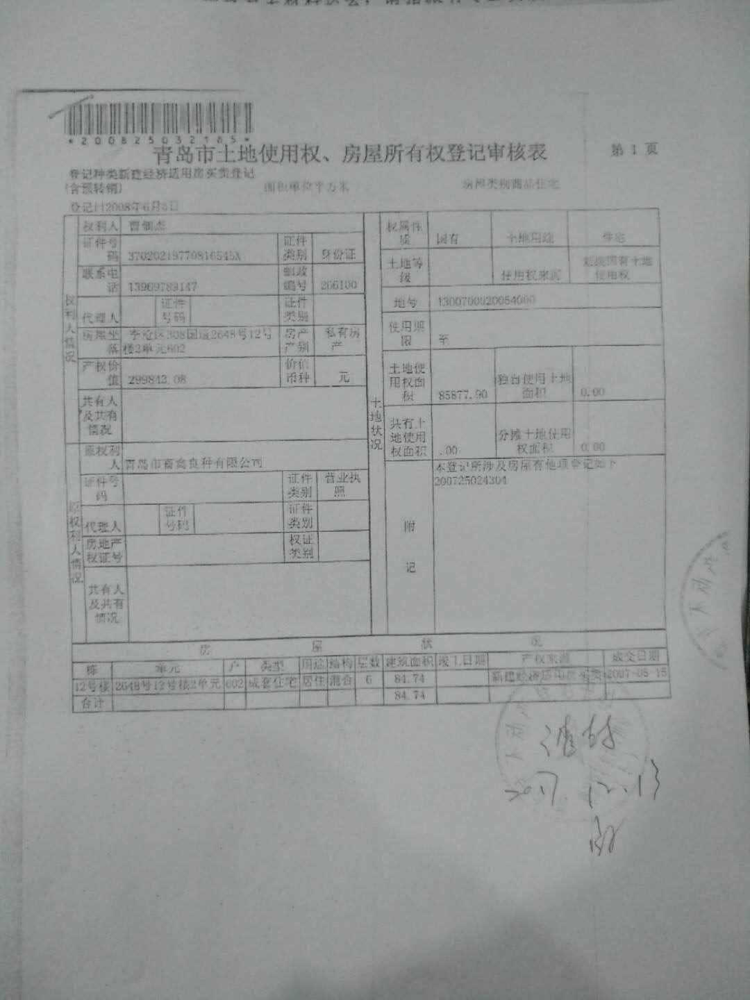 *200825032185*
青岛市土地使用权、房屋所有权登记审核表
第 1 页
登记种类新建经济适用房买卖登记
(含预转销)
面积单位平方米
房屋类别商品住宅
登记日2008年6月5日
权利人情况
权利人
证件号码
37020219770816545X
证件类别
身份证
联系电话
13969789147
邮政编号
266100
代理人
证件号码
证件类别
房屋坐落
李沧区308国道2648号12号
楼2单元602
房产产别
私有房产
产权价值
299843.08
价值币种
元
共有人及共有情况
原权利人情况
原权利人
青岛市畜禽良种有限公司
证件号码
证件类别
营业执照
代理人
证件号码
证件类别
房地产权证号
权证类别
共有人及共有情况
土地状况
权属性质
国有
土地用途
住宅
土地等级
使用权来源
国有土地使用权
地号
1300700020054000
使用期限
至
土地使用权面积
85877.90
独自使用土地面积
0.00
共有土地使用权面积
.00
分摊土地使用权面积
0.00
附记
本登记所涉及房屋有他项登记如下
200725024304
房屋状况
栋 单元 户 类型 用途 结构 层数 建筑面积 竣工日期 产权来源 成交日期
12号楼 2648号12号楼2单元 602 成套住宅 居住 混合 6 84.74 新建经济适用房买卖 2007-05-15
合计 84.74
2017.12.13